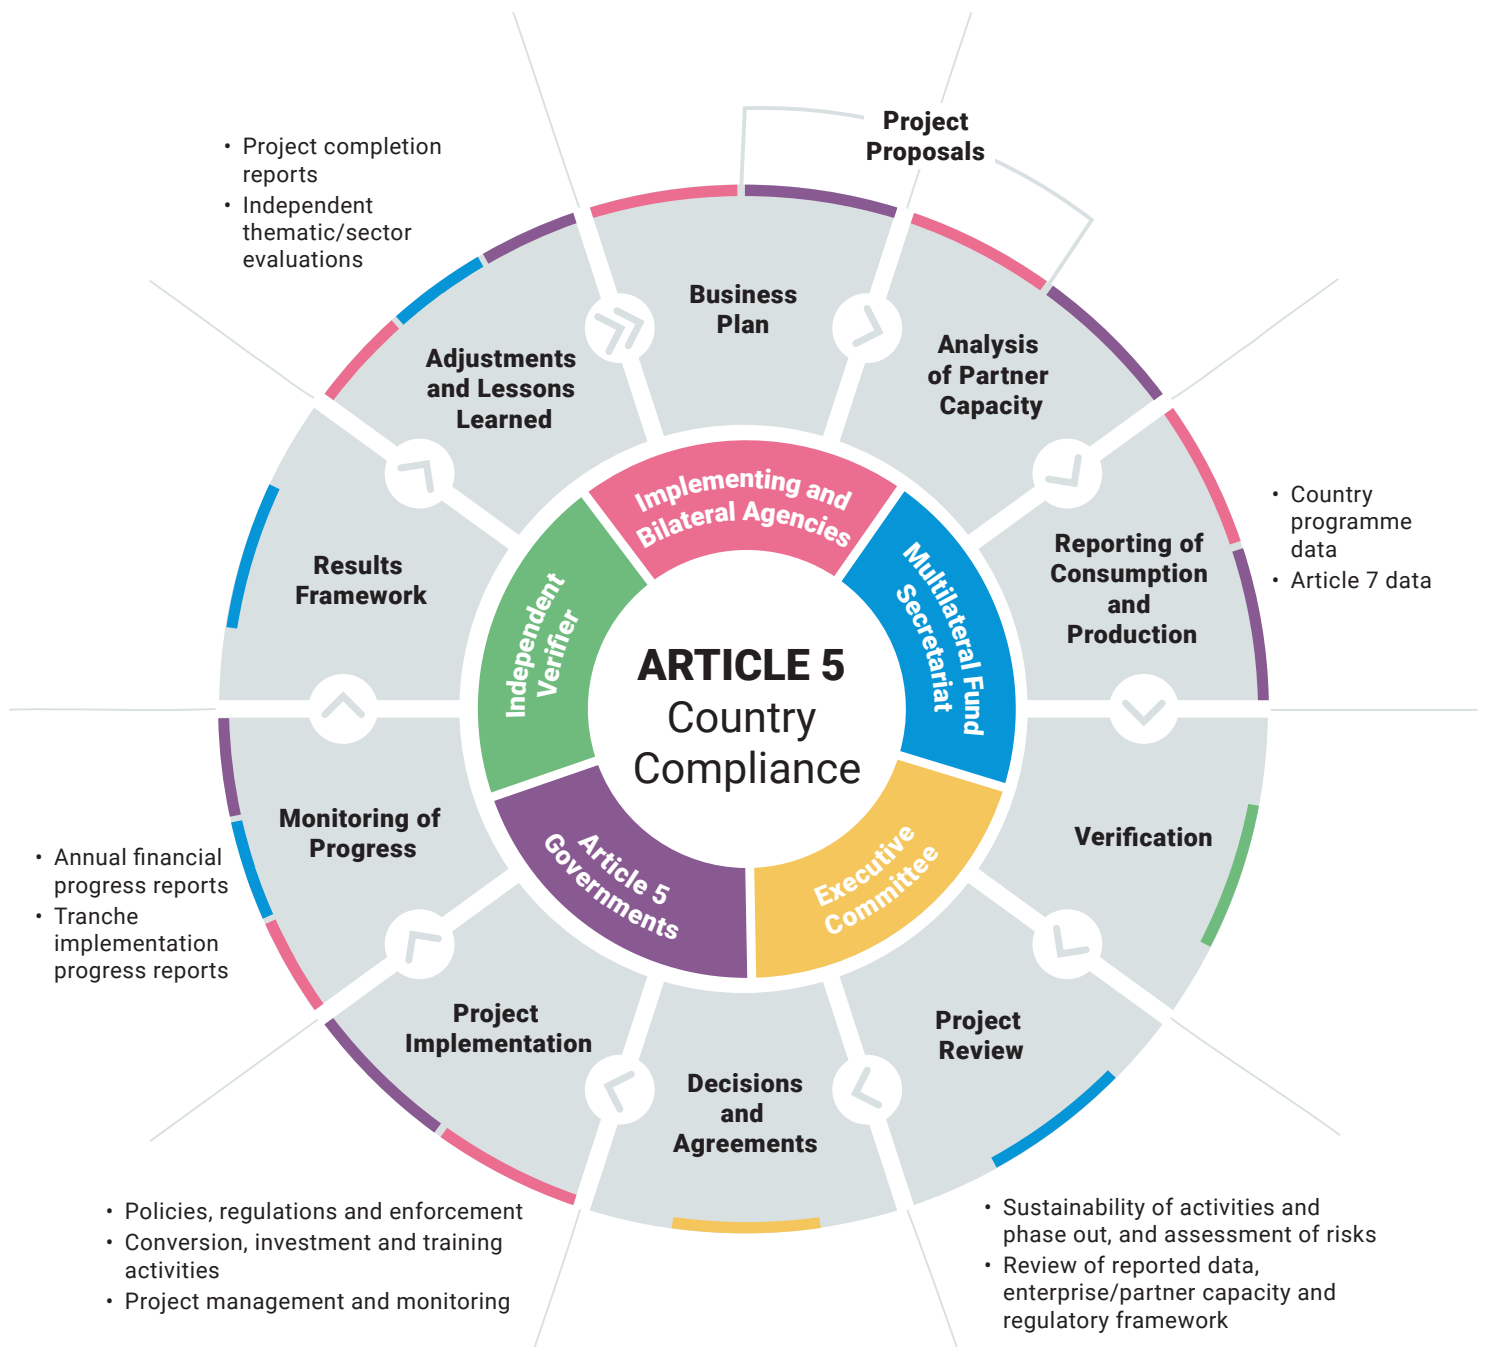 Project
Proposals
• Project completion
reports
• Independent
thematic/sector
evaluations
Business
Plan
Analysis
of Partner
Capacity
Reporting of
Consumption
and
Production
• Country
programme
data
• Article 7 data
Verification
Project
Review
• Sustainability of activities and
phase out, and assessment of risks
• Review of reported data,
enterprise/partner capacity and
regulatory framework
Decisions
and
Agreements
Project
Implementation
• Policies, regulations and enforcement
• Conversion, investment and training
activities
• Project management and monitoring
Monitoring of
Progress
• Annual financial
progress reports
• Tranche
implementation
progress reports
Results
Framework
Adjustments
and Lessons
Learned
Implementing and
Bilateral Agencies
Multilateral Fund
Secretariat
Executive
Committee
Article 5
Governments
Independent
Verifier
ARTICLE 5
Country
Compliance